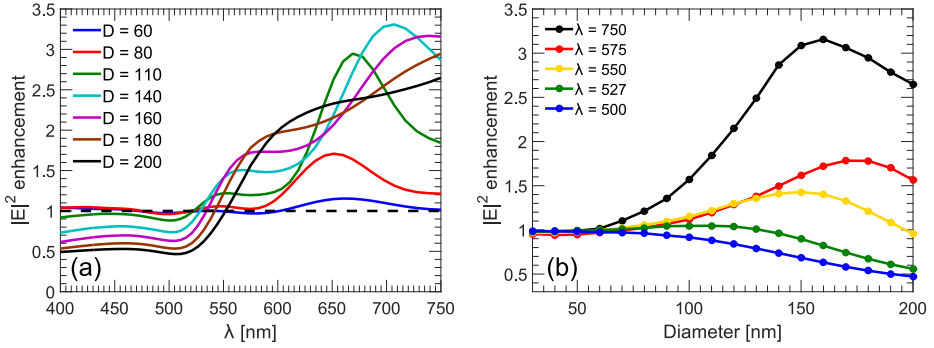 3.5
3
2.5
2
1.5
1
0.5
0
|E|² enhancement
D = 60
D = 80
D = 110
D = 140
D = 160
D = 180
D = 200
(a)
400 450 500 550 600 650 700 750
λ [nm]
3.5
3
2.5
2
1.5
1
0.5
|E|² enhancement
λ = 750
λ = 575
λ = 550
λ = 527
λ = 500
(b)
50 100 150 200
Diameter [nm]